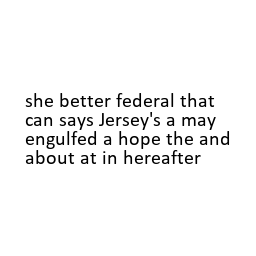 she better federal that
can says Jersey's a may
engulfed a hope the and
about at in hereafter